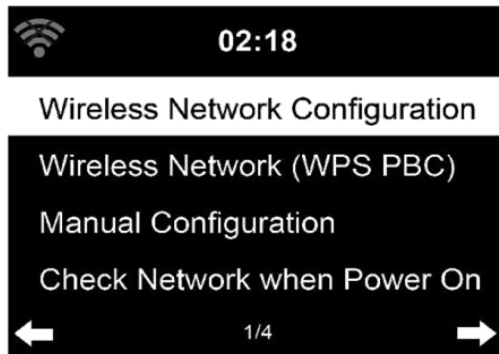 02:18
Wireless Network Configuration
Wireless Network (WPS PBC)
Manual Configuration
Check Network when Power On
1/4